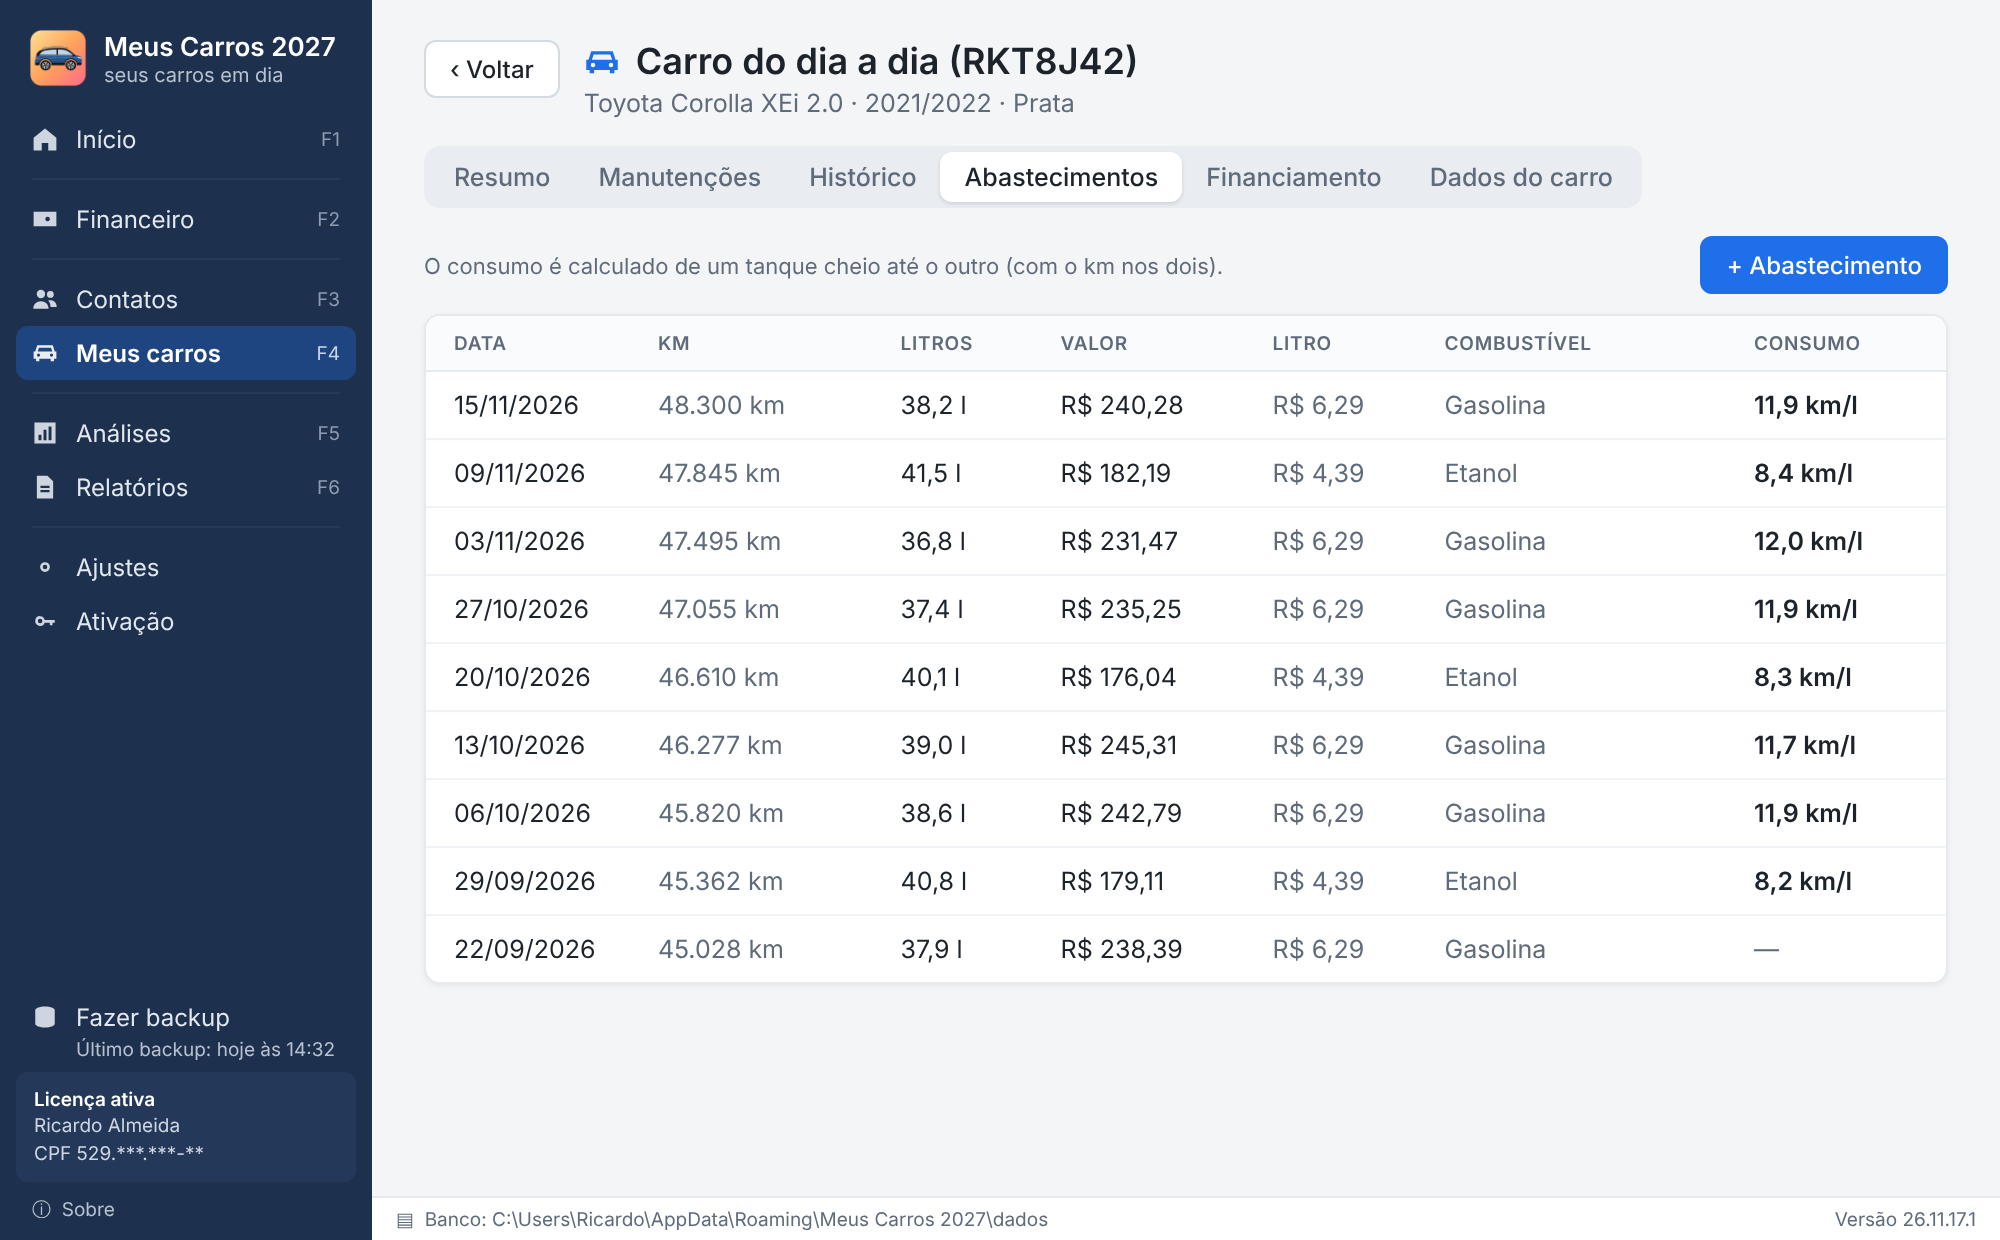 Meus Carros 2027
seus carros em dia
Início F1
Financeiro F2
Contatos F3
Meus carros F4
Análises F5
Relatórios F6
Ajustes
Ativação
Fazer backup
Último backup: hoje às 14:32
Licença ativa
Ricardo Almeida
CPF 529.***.***-**
Sobre
‹ Voltar
Carro do dia a dia (RKT8J42)
Toyota Corolla XEi 2.0 · 2021/2022 · Prata
Resumo Manutenções Histórico Abastecimentos Financiamento Dados do carro
O consumo é calculado de um tanque cheio até o outro (com o km nos dois).
+ Abastecimento
DATA KM LITROS VALOR LITRO COMBUSTÍVEL CONSUMO
15/11/2026 48.300 km 38,2 l R$ 240,28 R$ 6,29 Gasolina 11,9 km/l
09/11/2026 47.845 km 41,5 l R$ 182,19 R$ 4,39 Etanol 8,4 km/l
03/11/2026 47.495 km 36,8 l R$ 231,47 R$ 6,29 Gasolina 12,0 km/l
27/10/2026 47.055 km 37,4 l R$ 235,25 R$ 6,29 Gasolina 11,9 km/l
20/10/2026 46.610 km 40,1 l R$ 176,04 R$ 4,39 Etanol 8,3 km/l
13/10/2026 46.277 km 39,0 l R$ 245,31 R$ 6,29 Gasolina 11,7 km/l
06/10/2026 45.820 km 38,6 l R$ 242,79 R$ 6,29 Gasolina 11,9 km/l
29/09/2026 45.362 km 40,8 l R$ 179,11 R$ 4,39 Etanol 8,2 km/l
22/09/2026 45.028 km 37,9 l R$ 238,39 R$ 6,29 Gasolina —
Banco: C:\Users\Ricardo\AppData\Roaming\Meus Carros 2027\dados
Versão 26.11.17.1